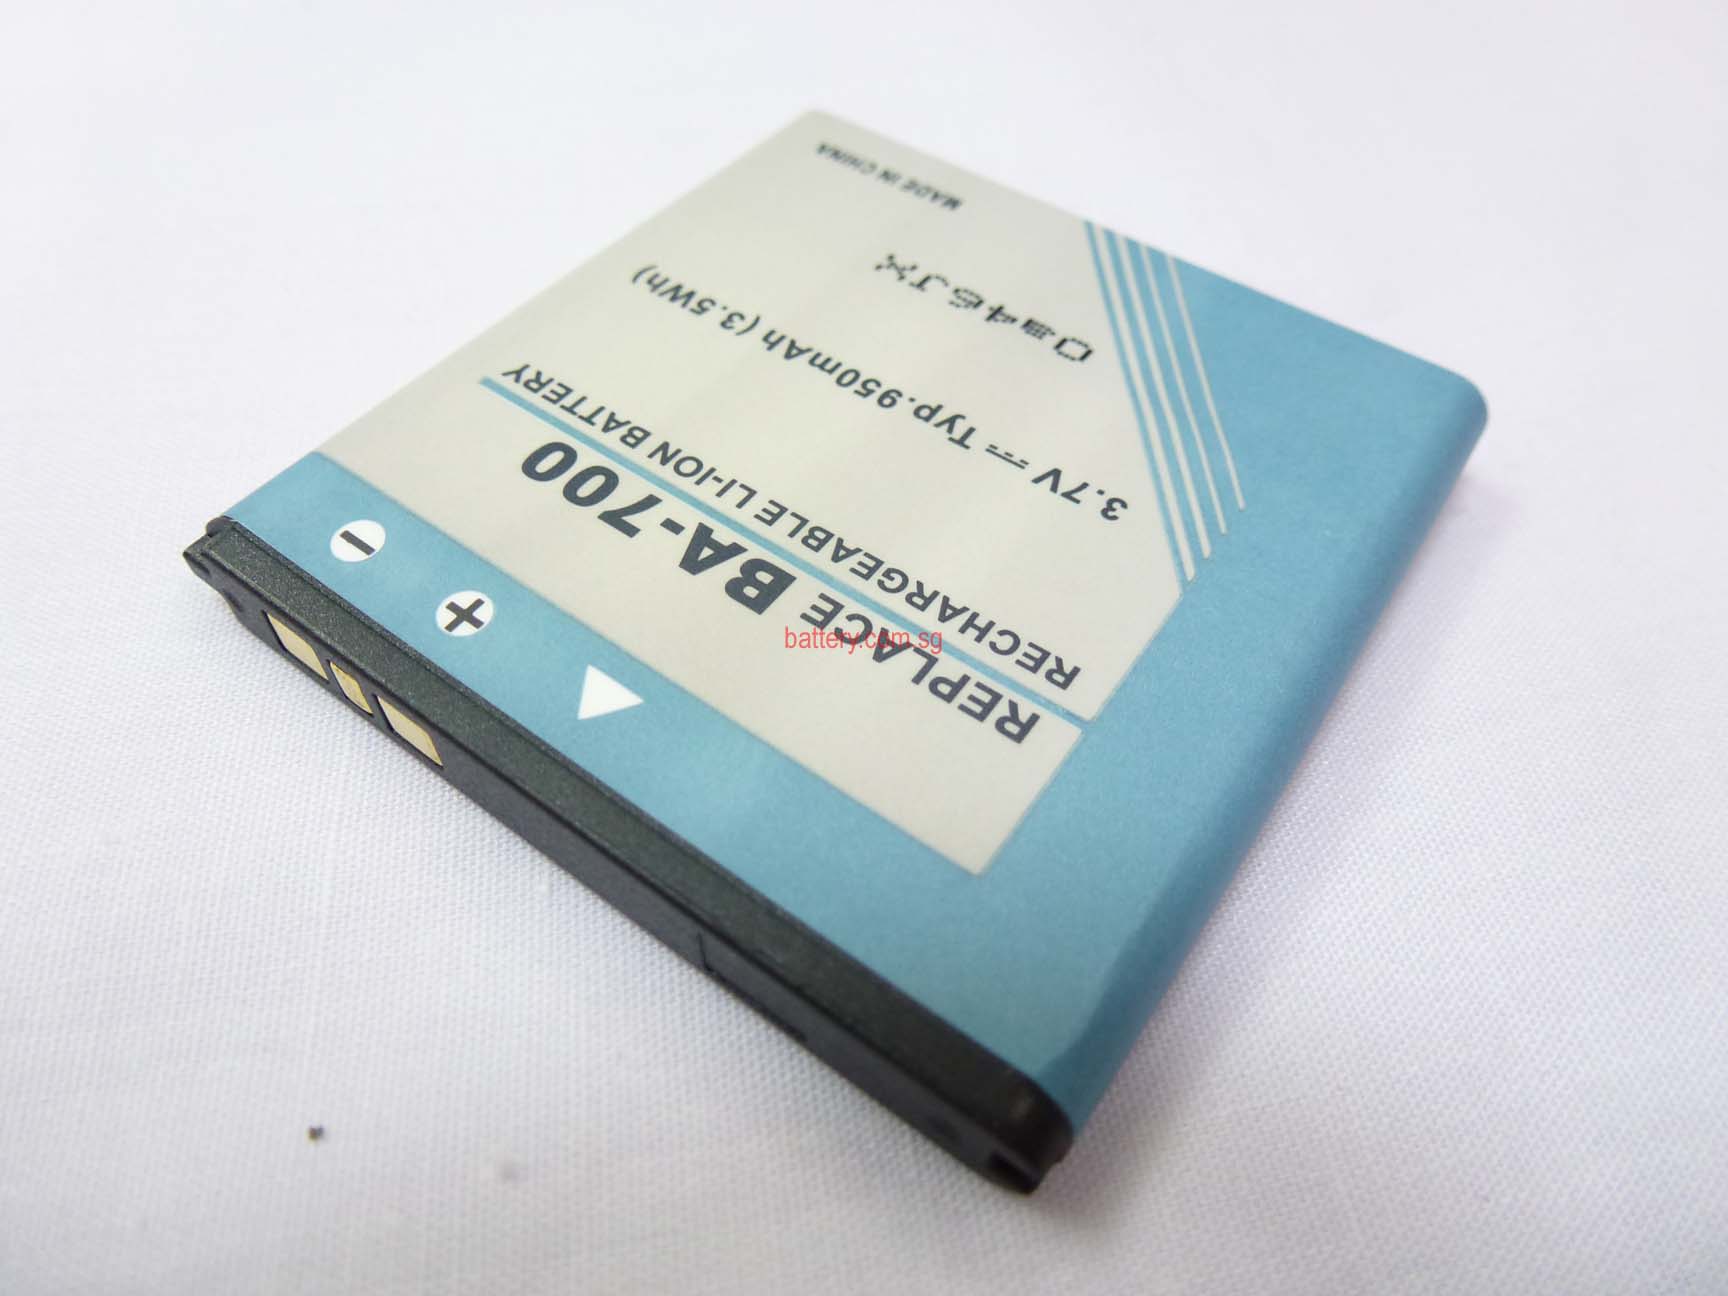 REPLACE BA-700
RECHARGEABLE LI-ION BATTERY
3.7V ⎓ Typ.950mAh (3.5Wh)
MADE IN CHINA
− + 
battery.com.sg